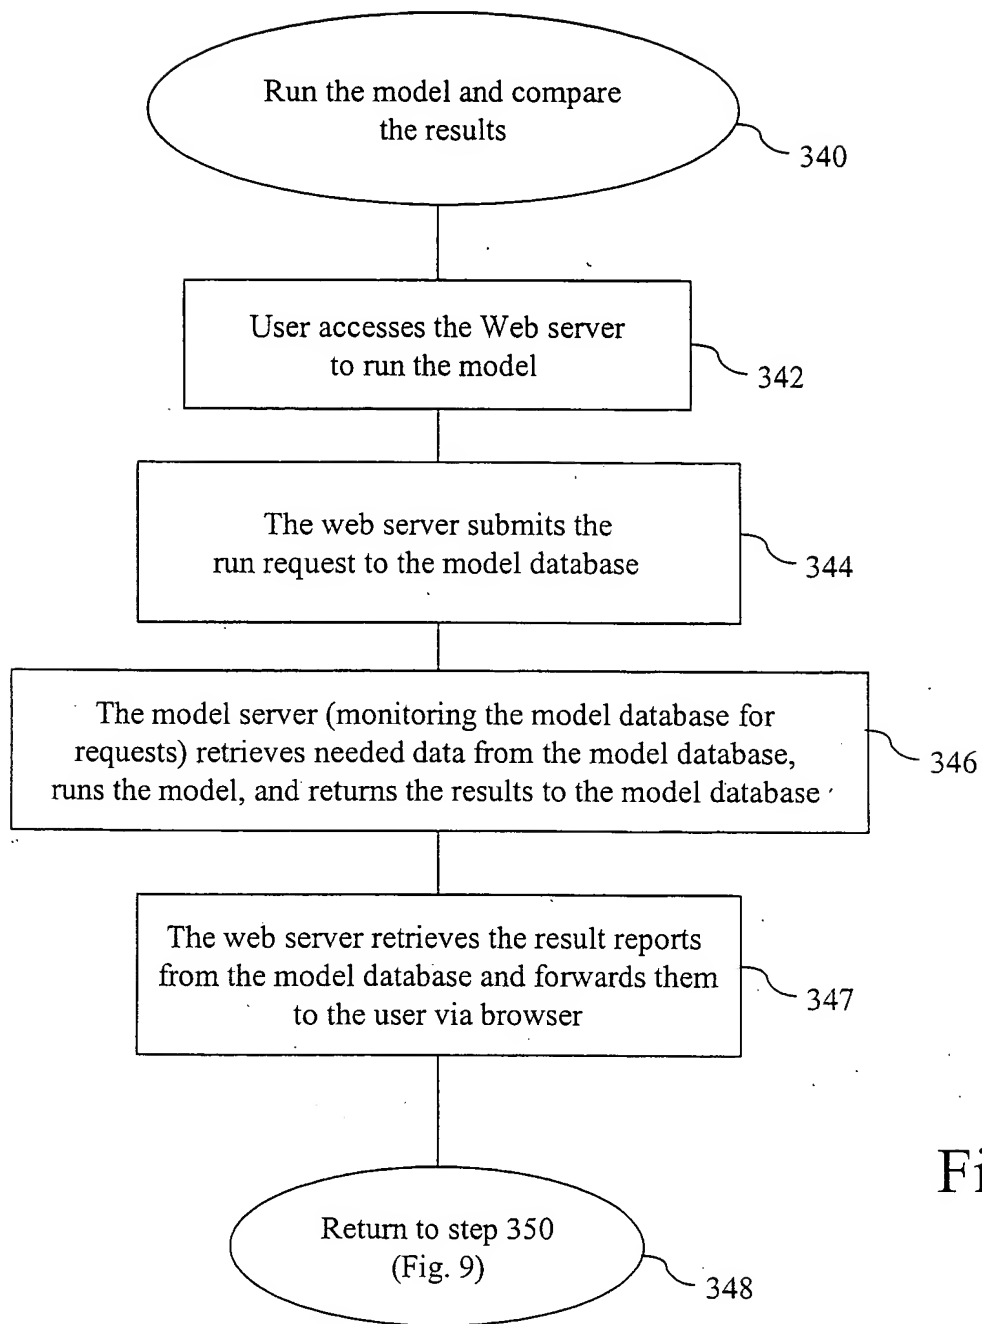 Run the model and compare
the results
340
User accesses the Web server
to run the model
342
The web server submits the
run request to the model database
344
The model server (monitoring the model database for
requests) retrieves needed data from the model database,
runs the model, and returns the results to the model database
346
The web server retrieves the result reports
from the model database and forwards them
to the user via browser
347
Return to step 350
(Fig. 9)
348